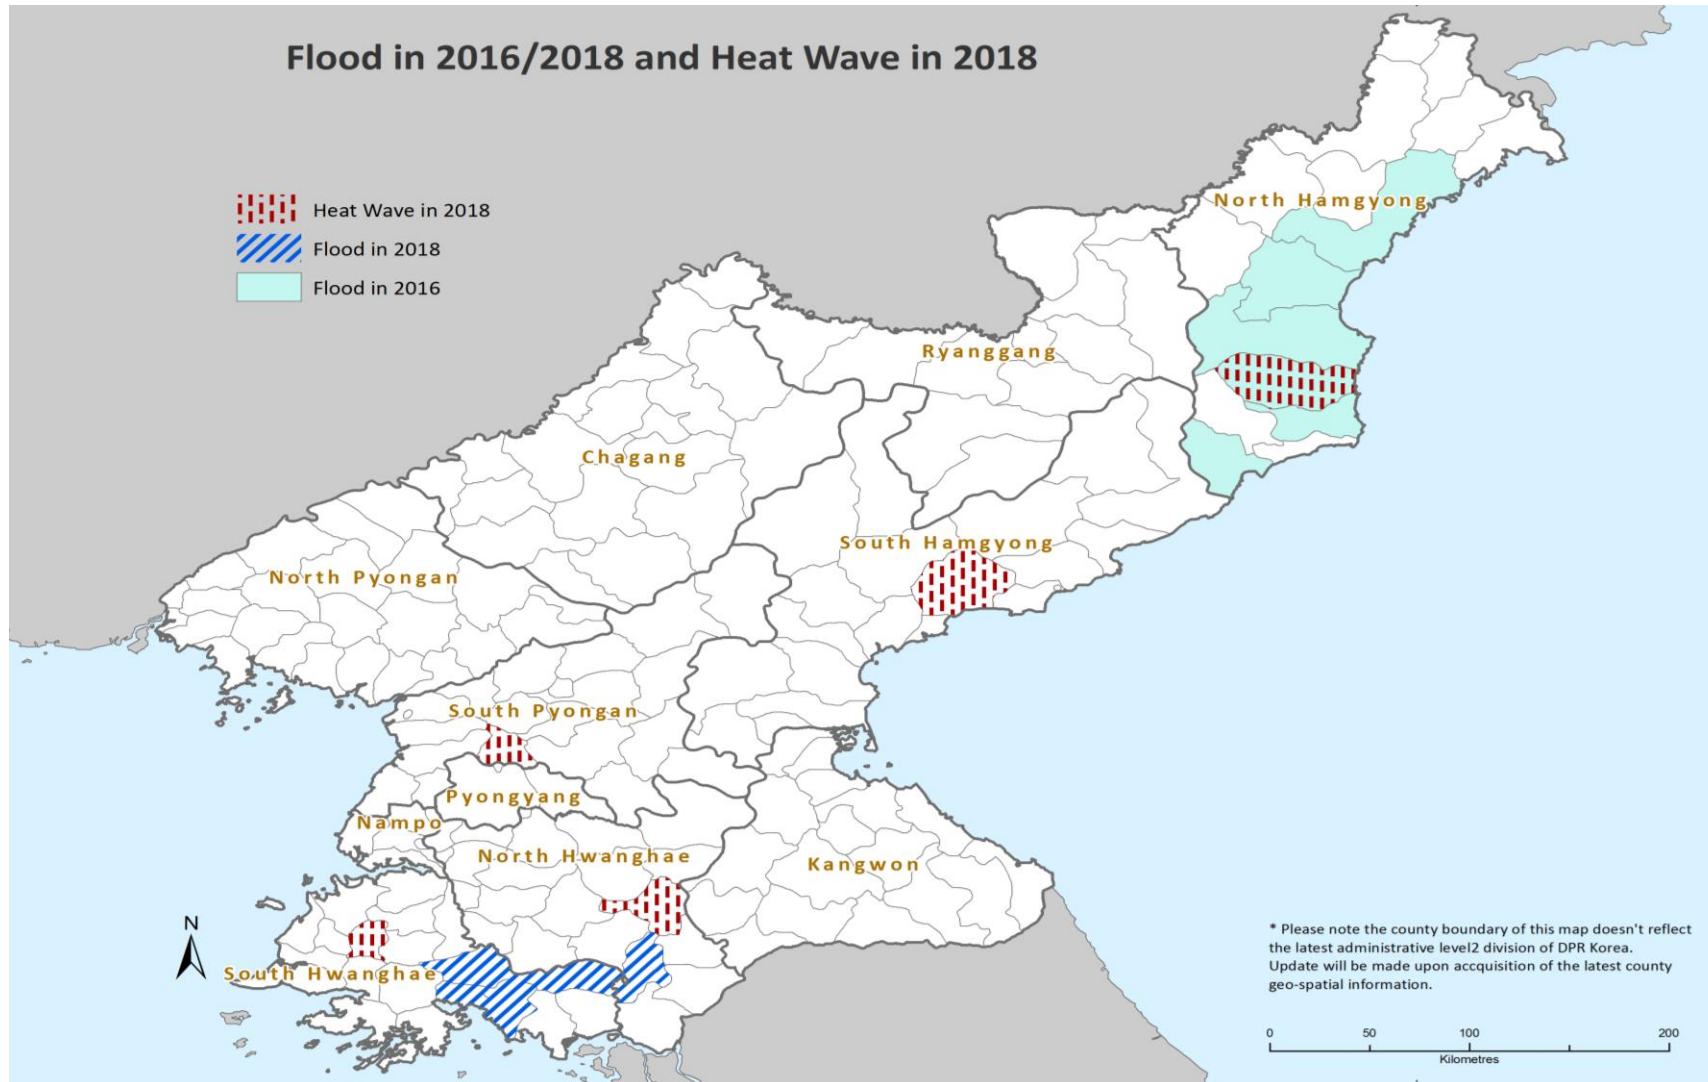 Flood in 2016/2018 and Heat Wave in 2018
Heat Wave in 2018
Flood in 2018
Flood in 2016
North Hamgyong
Ryanggang
Chagang
South Hamgyong
North Pyongan
South Pyongan
Pyongyang
Nampo
North Hwanghae
Kangwon
South Hwanghae
N
* Please note the county boundary of this map doesn't reflect
the latest administrative level2 division of DPR Korea.
Update will be made upon accquisition of the latest county
geo-spatial information.
0 50 100 200
Kilometres